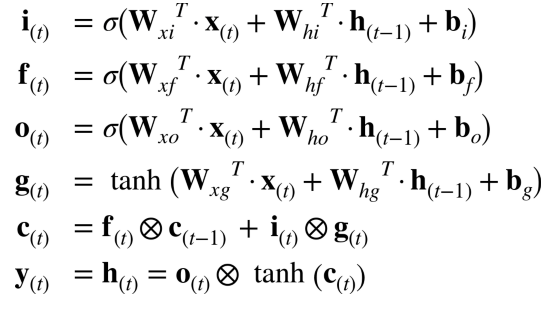 i₍t₎ = σ(W_xi^T · x₍t₎ + W_hi^T · h₍t−1₎ + b_i)
f₍t₎ = σ(W_xf^T · x₍t₎ + W_hf^T · h₍t−1₎ + b_f)
o₍t₎ = σ(W_xo^T · x₍t₎ + W_ho^T · h₍t−1₎ + b_o)
g₍t₎ = tanh (W_xg^T · x₍t₎ + W_hg^T · h₍t−1₎ + b_g)
c₍t₎ = f₍t₎ ⊗ c₍t−1₎ + i₍t₎ ⊗ g₍t₎
y₍t₎ = h₍t₎ = o₍t₎ ⊗ tanh (c₍t₎)